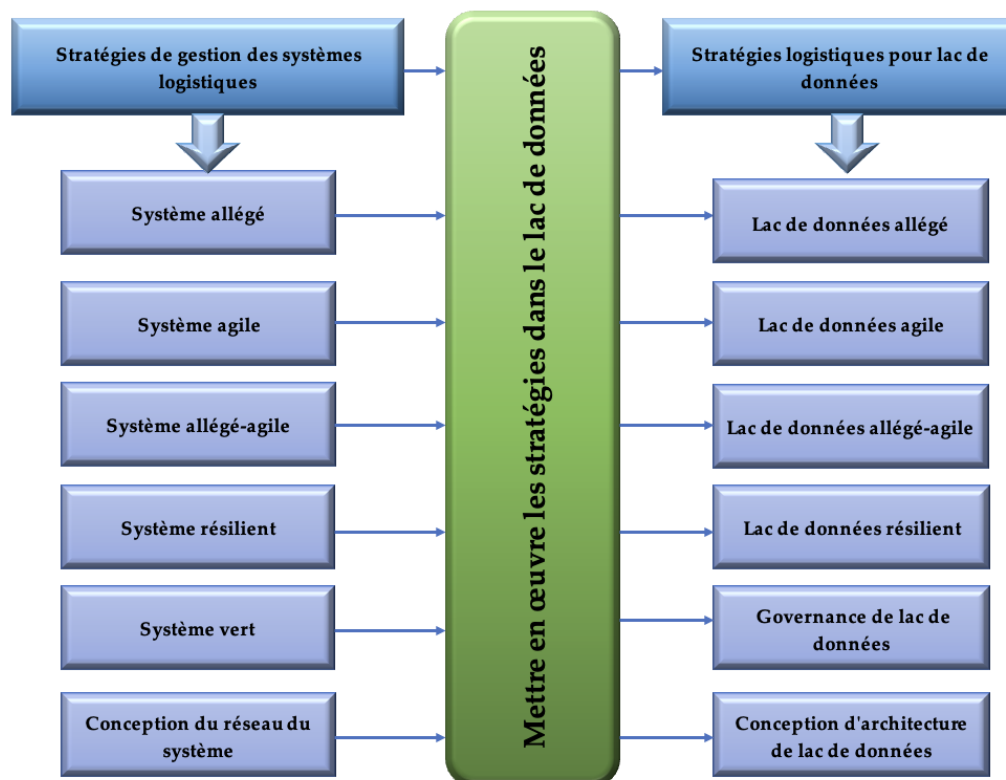 Stratégies de gestion des systèmes
logistiques
Système allégé
Système agile
Système allégé-agile
Système résilient
Système vert
Conception du réseau du
système
Mettre en œuvre les stratégies dans le lac de données
Stratégies logistiques pour lac de
données
Lac de données allégé
Lac de données agile
Lac de données allégé-agile
Lac de données résilient
Governance de lac de
données
Conception d'architecture
de lac de données